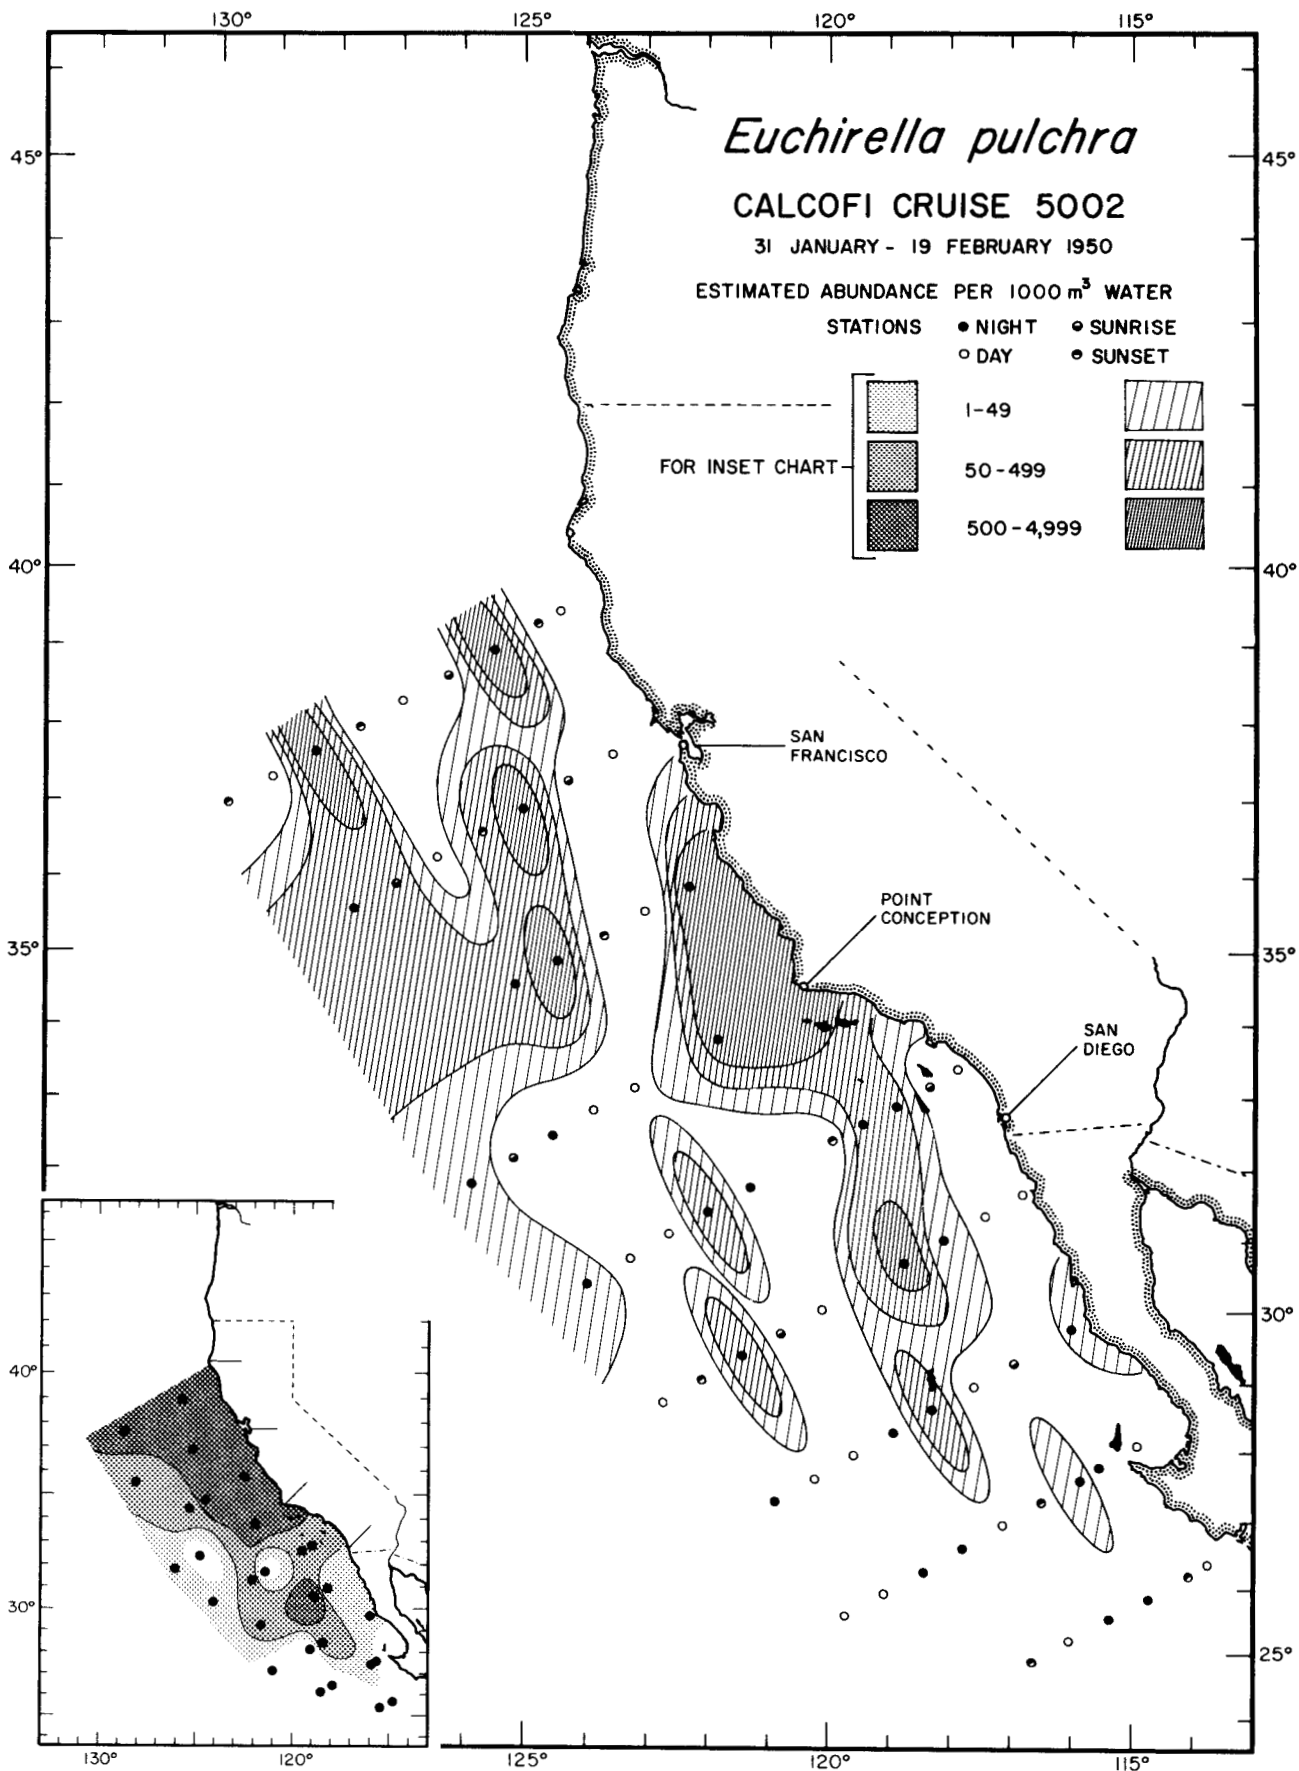 130° 125° 120° 115°
Euchirella pulchra
45° 45°
CALCOFI CRUISE 5002
31 JANUARY - 19 FEBRUARY 1950
ESTIMATED ABUNDANCE PER 1000 m³ WATER
STATIONS ● NIGHT ◒ SUNRISE
○ DAY ◓ SUNSET
1-49
FOR INSET CHART 50-499
500-4,999
40° 40°
SAN
FRANCISCO
POINT
CONCEPTION
35° 35°
SAN
DIEGO
30°
40°
30°
25°
130° 120° 125° 120° 115°